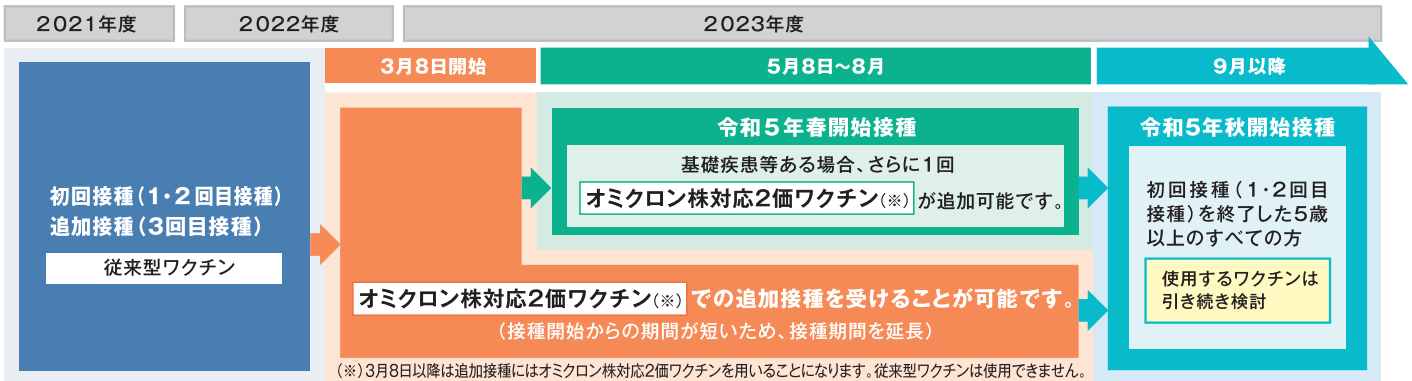 2021年度
2022年度
2023年度
3月8日開始
5月8日～8月
9月以降
初回接種（1・2回目接種）
追加接種（3回目接種）
従来型ワクチン
令和5年春開始接種
基礎疾患等ある場合、さらに1回
オミクロン株対応2価ワクチン（※）が追加可能です。
オミクロン株対応2価ワクチン（※）での追加接種を受けることが可能です。
（接種開始からの期間が短いため、接種期間を延長）
（※）3月8日以降は追加接種にはオミクロン株対応2価ワクチンを用いることになります。従来型ワクチンは使用できません。
令和5年秋開始接種
初回接種（1・2回目
接種）を終了した5歳
以上のすべての方
使用するワクチンは
引き続き検討